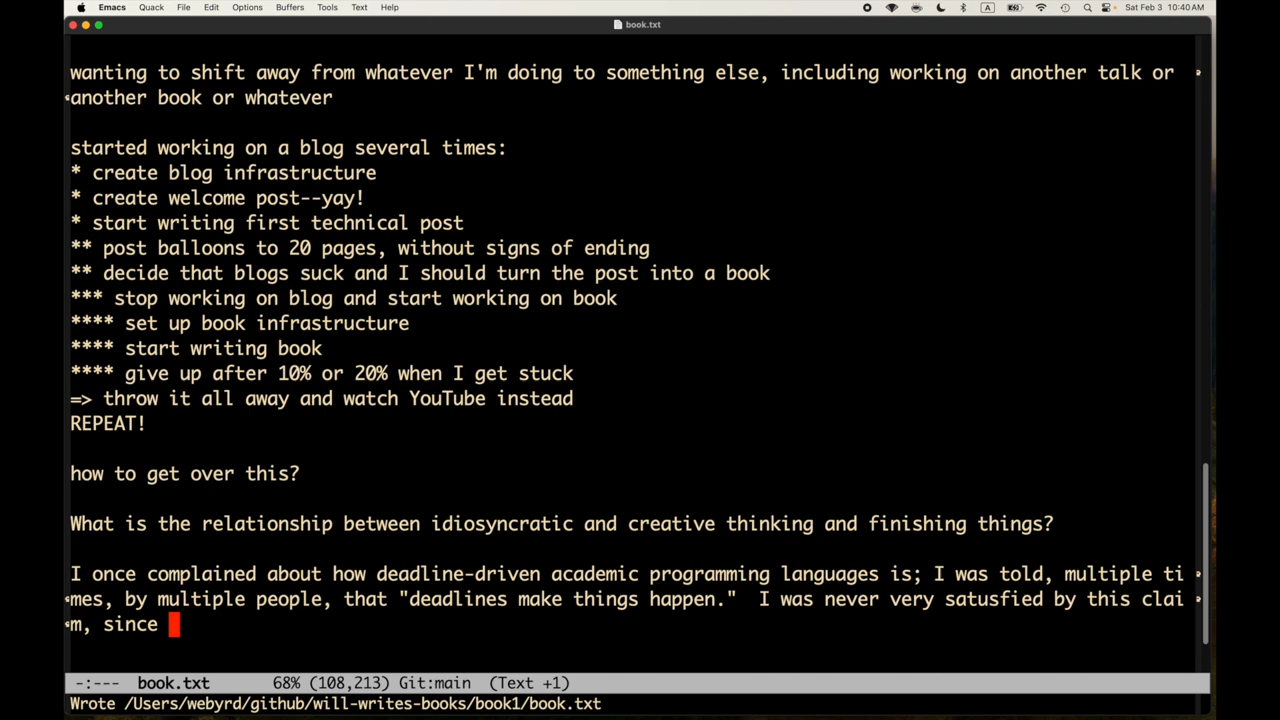 Emacs Quack File Edit Options Buffers Tools Text Help
A
Sat Feb 3 10:40 AM
book.txt
wanting to shift away from whatever I'm doing to something else, including working on another talk or
another book or whatever
started working on a blog several times:
* create blog infrastructure
* create welcome post--yay!
* start writing first technical post
** post balloons to 20 pages, without signs of ending
** decide that blogs suck and I should turn the post into a book
*** stop working on blog and start working on book
**** set up book infrastructure
**** start writing book
**** give up after 10% or 20% when I get stuck
=> throw it all away and watch YouTube instead
REPEAT!
how to get over this?
What is the relationship between idiosyncratic and creative thinking and finishing things?
I once complained about how deadline-driven academic programming languages is; I was told, multiple ti
mes, by multiple people, that "deadlines make things happen."  I was never very satusfied by this clai
m, since
-:--- book.txt 68% (108,213) Git:main (Text +1)
Wrote /Users/webyrd/github/will-writes-books/book1/book.txt